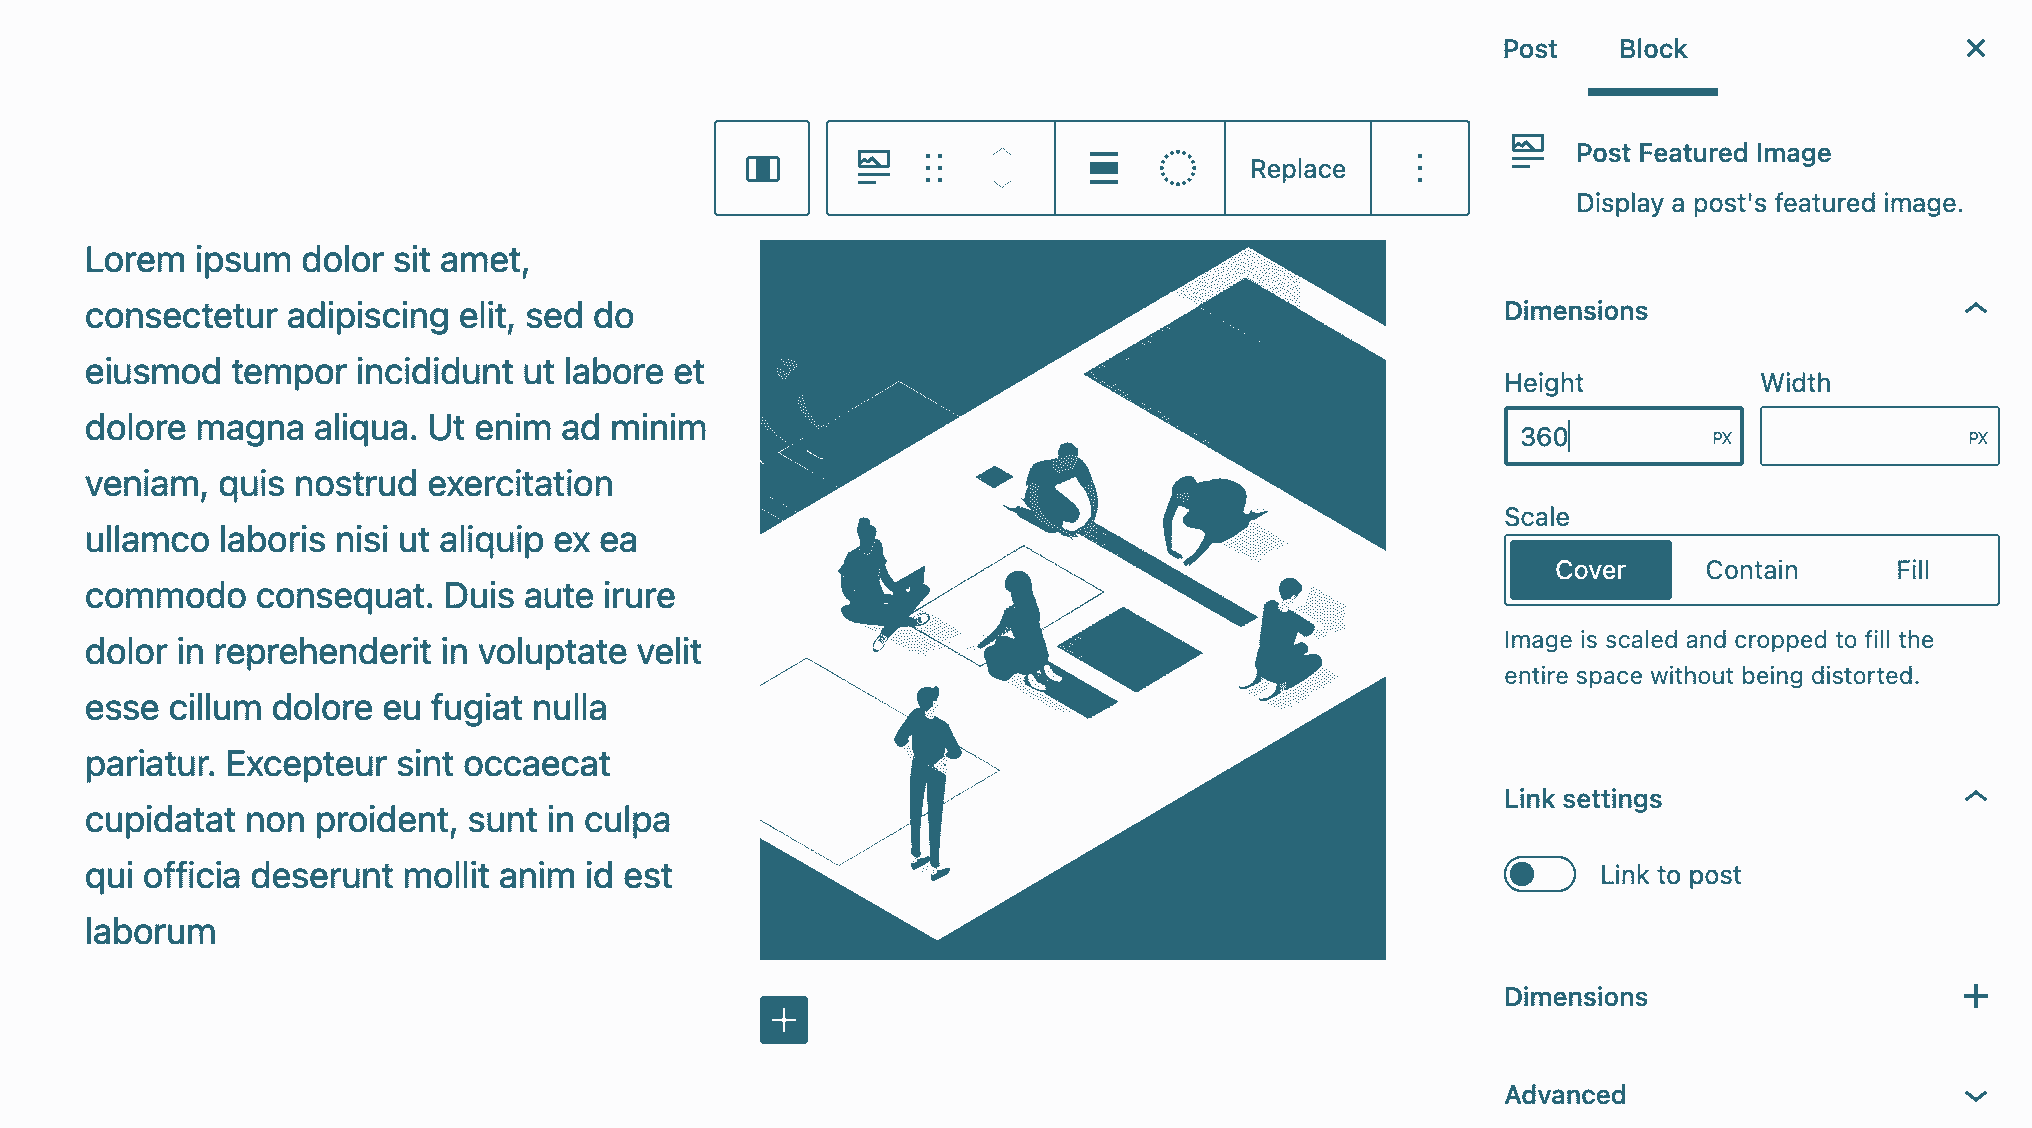 Post Block
Replace
Lorem ipsum dolor sit amet,
consectetur adipiscing elit, sed do
eiusmod tempor incididunt ut labore et
dolore magna aliqua. Ut enim ad minim
veniam, quis nostrud exercitation
ullamco laboris nisi ut aliquip ex ea
commodo consequat. Duis aute irure
dolor in reprehenderit in voluptate velit
esse cillum dolore eu fugiat nulla
pariatur. Excepteur sint occaecat
cupidatat non proident, sunt in culpa
qui officia deserunt mollit anim id est
laborum
Post Featured Image
Display a post's featured image.
Dimensions
Height Width
360 PX PX
Scale
Cover Contain Fill
Image is scaled and cropped to fill the
entire space without being distorted.
Link settings
Link to post
Dimensions
Advanced